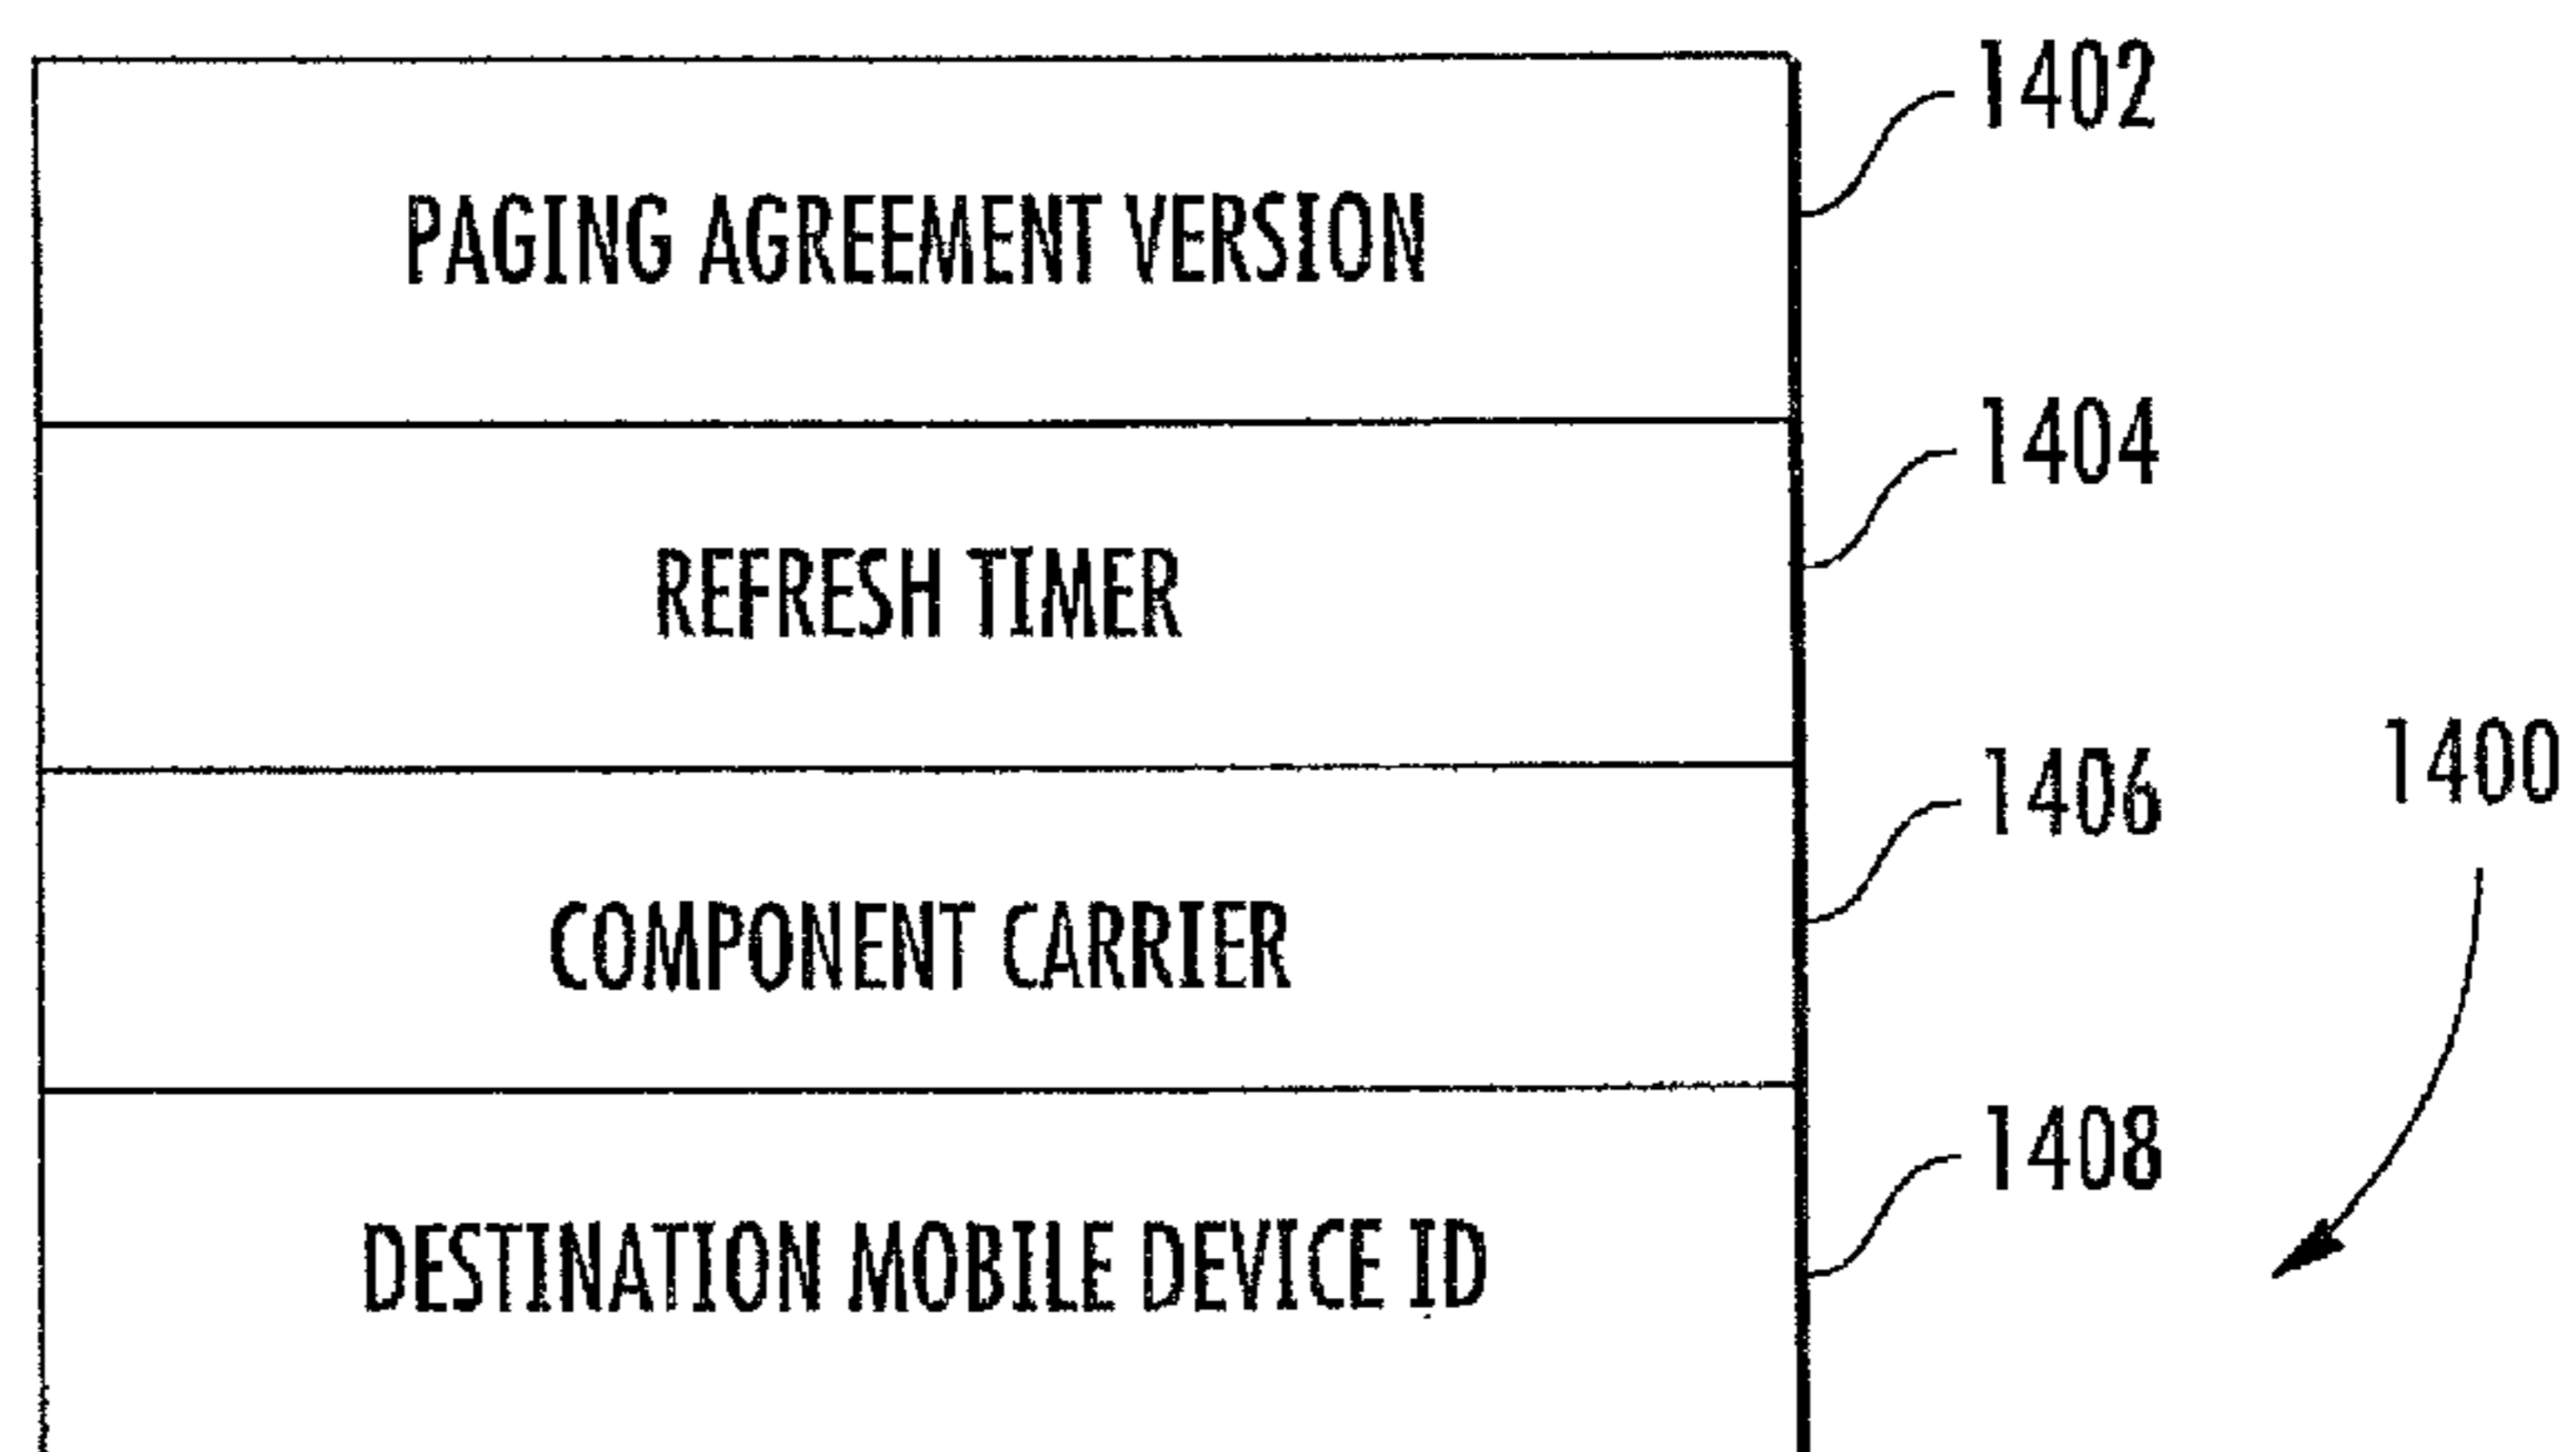 1402
PAGING AGREEMENT VERSION
1404
REFRESH TIMER
1406
1400
COMPONENT CARRIER
1408
DESTINATION MOBILE DEVICE ID